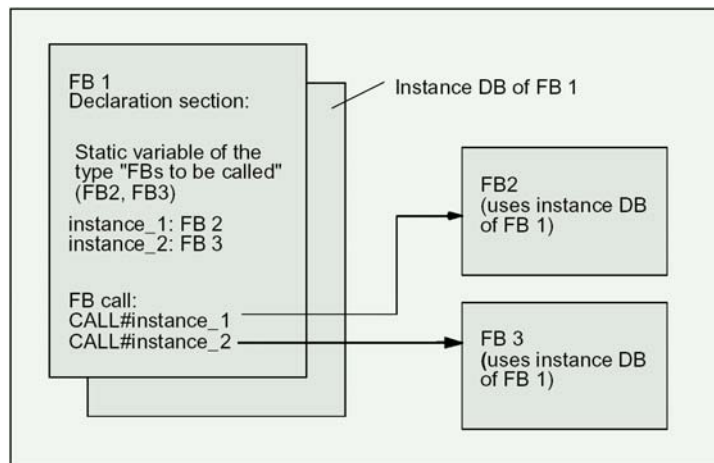 FB 1
Declaration section:
Static variable of the
type "FBs to be called"
(FB2, FB3)
instance_1: FB 2
instance_2: FB 3
FB call:
CALL#instance_1
CALL#instance_2
Instance DB of FB 1
FB2
(uses instance DB
of FB 1)
FB 3
(uses instance DB
of FB 1)